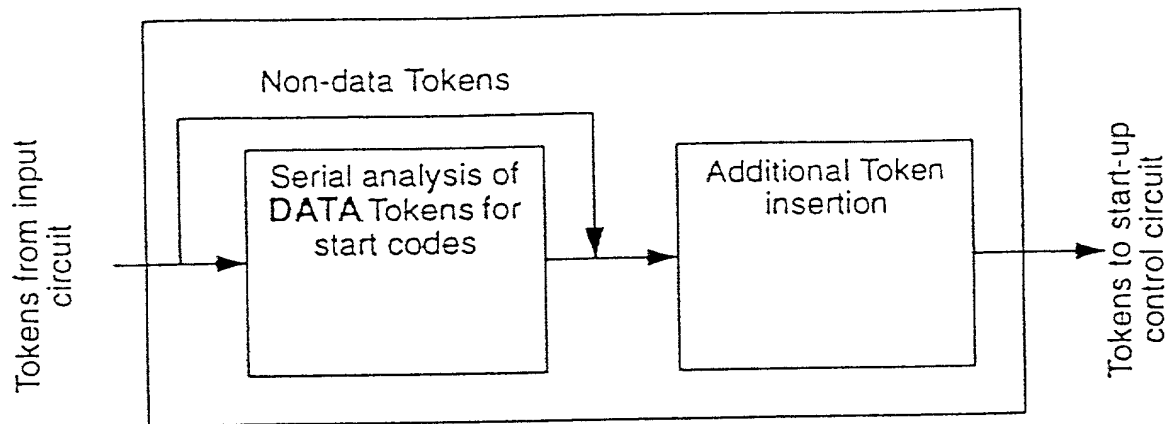 Non-data Tokens
Tokens from input
circuit
Serial analysis of
DATA Tokens for
start codes
Additional Token
insertion
Tokens to start-up
control circuit